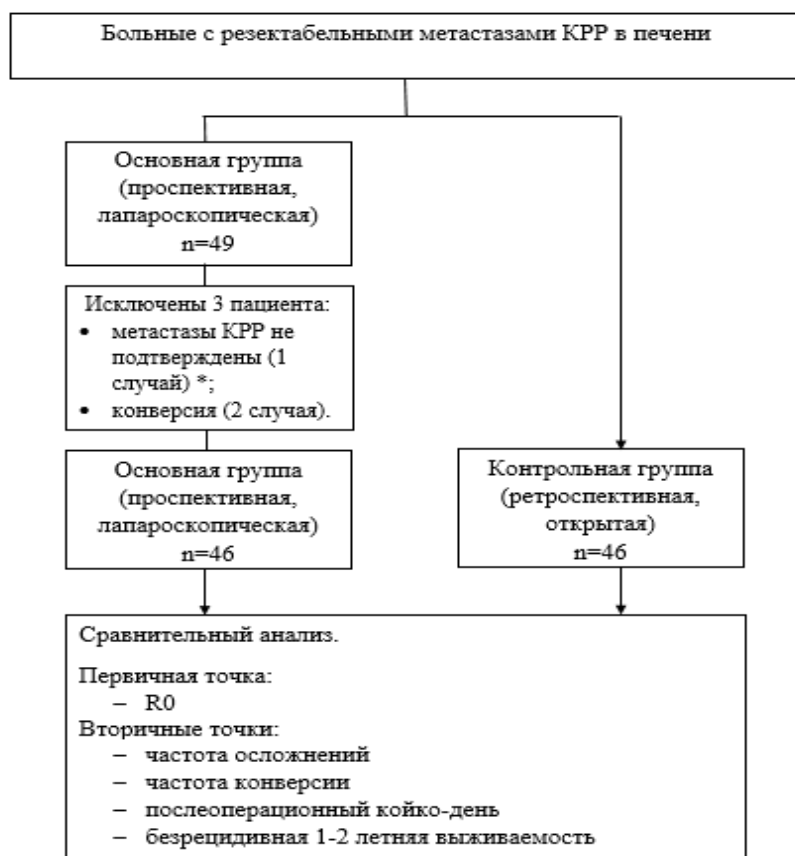 Больные с резектабельными метастазами КРР в печени
Основная группа
(проспективная,
лапароскопическая)
n=49
Исключены 3 пациента:
• метастазы КРР не
подтверждены (1
случай) *;
• конверсия (2 случая).
Основная группа
(проспективная,
лапароскопическая)
n=46
Контрольная группа
(ретроспективная,
открытая)
n=46
Сравнительный анализ.
Первичная точка:
– R0
Вторичные точки:
– частота осложнений
– частота конверсии
– послеоперационный койко-день
– безрецидивная 1-2 летняя выживаемость